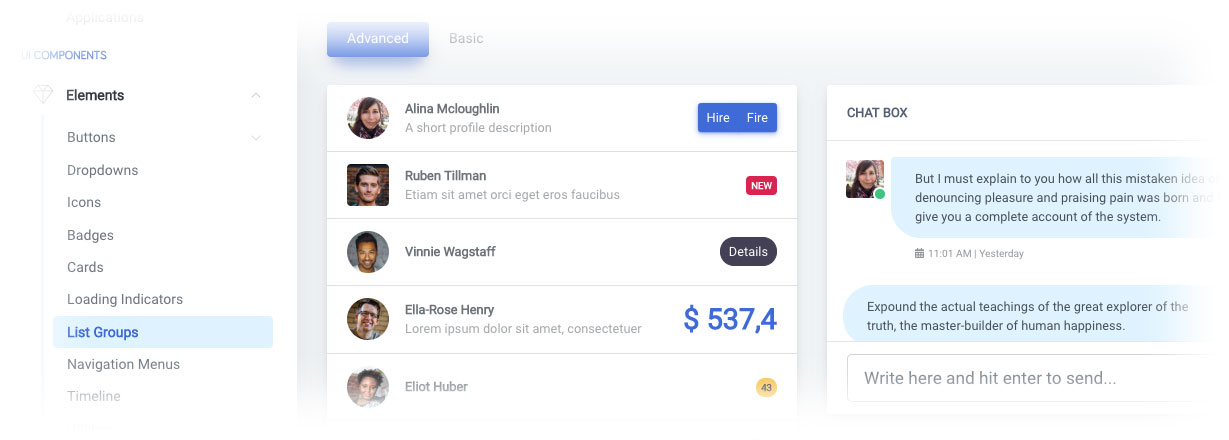 Applications
UI COMPONENTS
Elements
Buttons
Dropdowns
Icons
Badges
Cards
Loading Indicators
List Groups
Navigation Menus
Timeline
Advanced
Basic
Alina Mcloughlin
A short profile description
Hire
Fire
Ruben Tillman
Etiam sit amet orci eget eros faucibus
NEW
Vinnie Wagstaff
Details
Ella-Rose Henry
Lorem ipsum dolor sit amet, consectetuer
$ 537,4
Eliot Huber
43
CHAT BOX
But I must explain to you how all this mistaken idea of
denouncing pleasure and praising pain was born and
give you a complete account of the system.
11:01 AM | Yesterday
Expound the actual teachings of the great explorer of the
truth, the master-builder of human happiness.
Write here and hit enter to send...